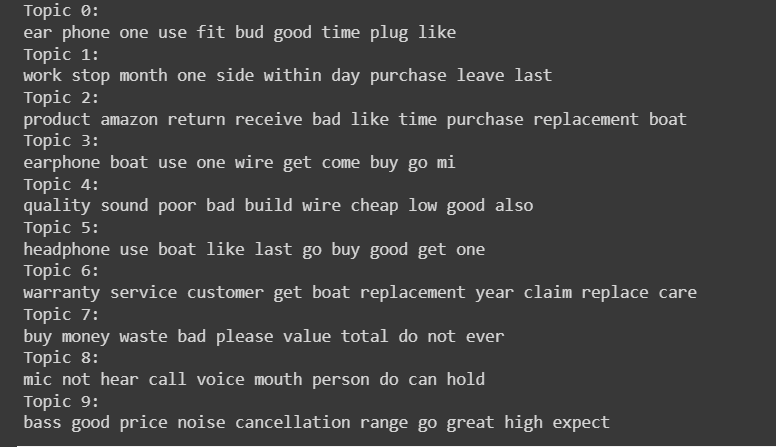 Topic 0:
ear phone one use fit bud good time plug like
Topic 1:
work stop month one side within day purchase leave last
Topic 2:
product amazon return receive bad like time purchase replacement boat
Topic 3:
earphone boat use one wire get come buy go mi
Topic 4:
quality sound poor bad build wire cheap low good also
Topic 5:
headphone use boat like last go buy good get one
Topic 6:
warranty service customer get boat replacement year claim replace care
Topic 7:
buy money waste bad please value total do not ever
Topic 8:
mic not hear call voice mouth person do can hold
Topic 9:
bass good price noise cancellation range go great high expect